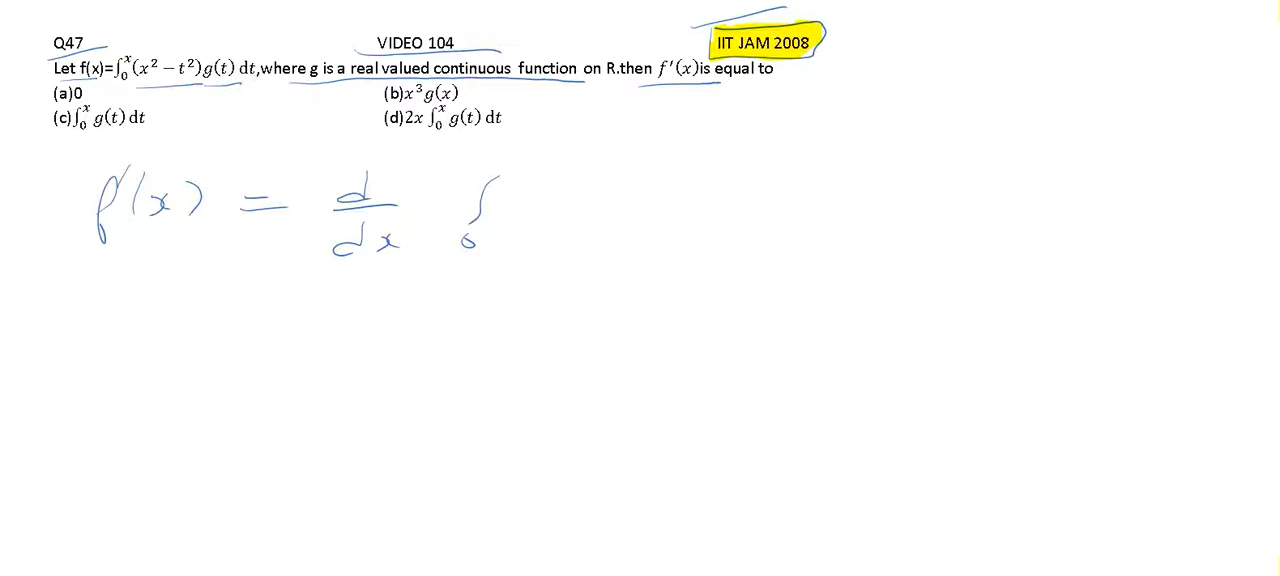 Q47 VIDEO 104 IIT JAM 2008
Let f(x)=∫₀ˣ(x² − t²)g(t) dt,where g is a real valued continuous function on R.then f′(x)is equal to
(a)0 (b)x³g(x)
(c)∫₀ˣ g(t) dt (d)2x ∫₀ˣ g(t) dt
f′(x) = d/dx ∫₀